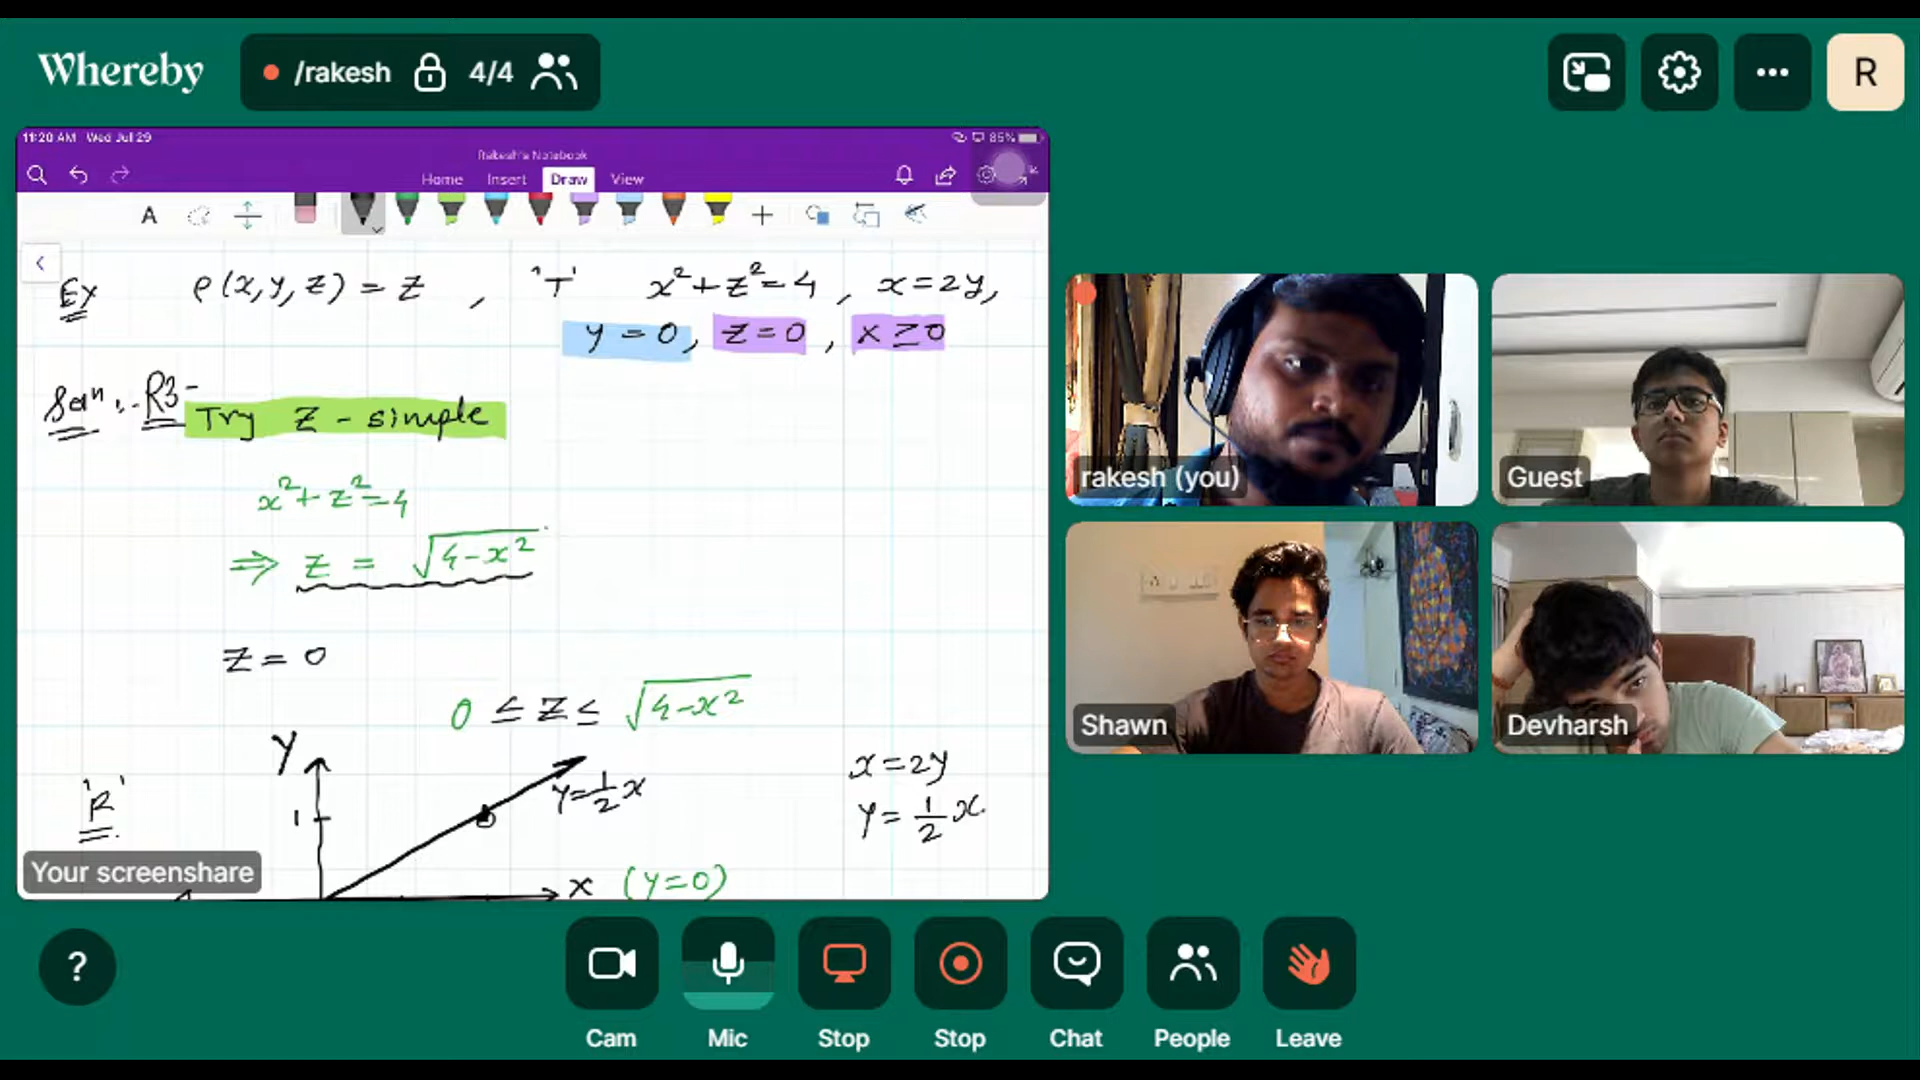 Whereby
/rakesh 4/4
R
11:20 AM Wed Jul 29
85%
Rakesh's Notebook
Home Insert Draw View
A
Ex ρ(x,y,z) = z , 'T' x²+z²=4 , x=2y,
y=0, z=0 , x≥0
Solⁿ:- R3-
Try z-simple
x²+z²=4
⇒ z = √4-x²
z=0
0 ≤ z ≤ √4-x²
Y
y=½x
x=2y
'R'
1
y=½x
x (y=0)
Your screenshare
rakesh (you)
Guest
Shawn
Devharsh
?
Cam
Mic
Stop
Stop
Chat
People
Leave